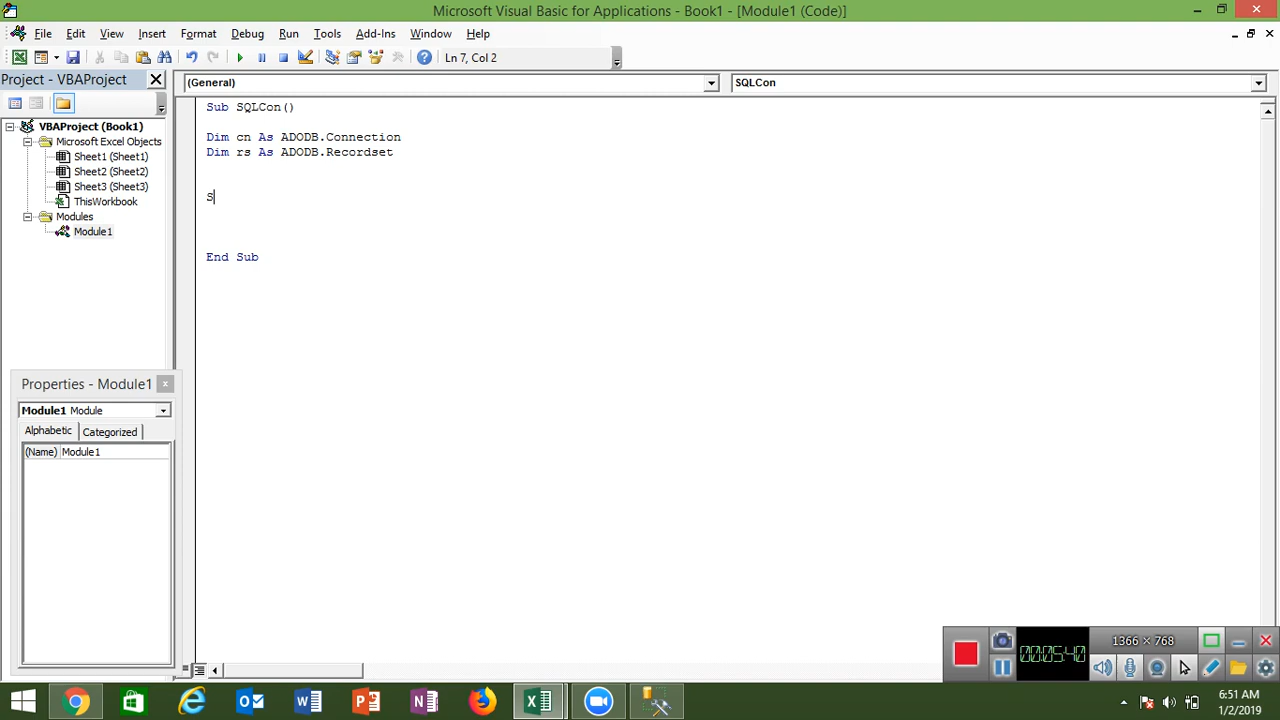 Microsoft Visual Basic for Applications - Book1 - [Module1 (Code)]
File Edit View Insert Format Debug Run Tools Add-Ins Window Help
Ln 7, Col 2
Project - VBAProject
(General)
SQLCon
VBAProject (Book1)
Microsoft Excel Objects
Sheet1 (Sheet1)
Sheet2 (Sheet2)
Sheet3 (Sheet3)
ThisWorkbook
Modules
Module1
Sub SQLCon()
Dim cn As ADODB.Connection
Dim rs As ADODB.Recordset
S
End Sub
Properties - Module1
Module1 Module
Alphabetic Categorized
(Name) Module1
1366 × 768
00:05:40
6:51 AM
1/2/2019